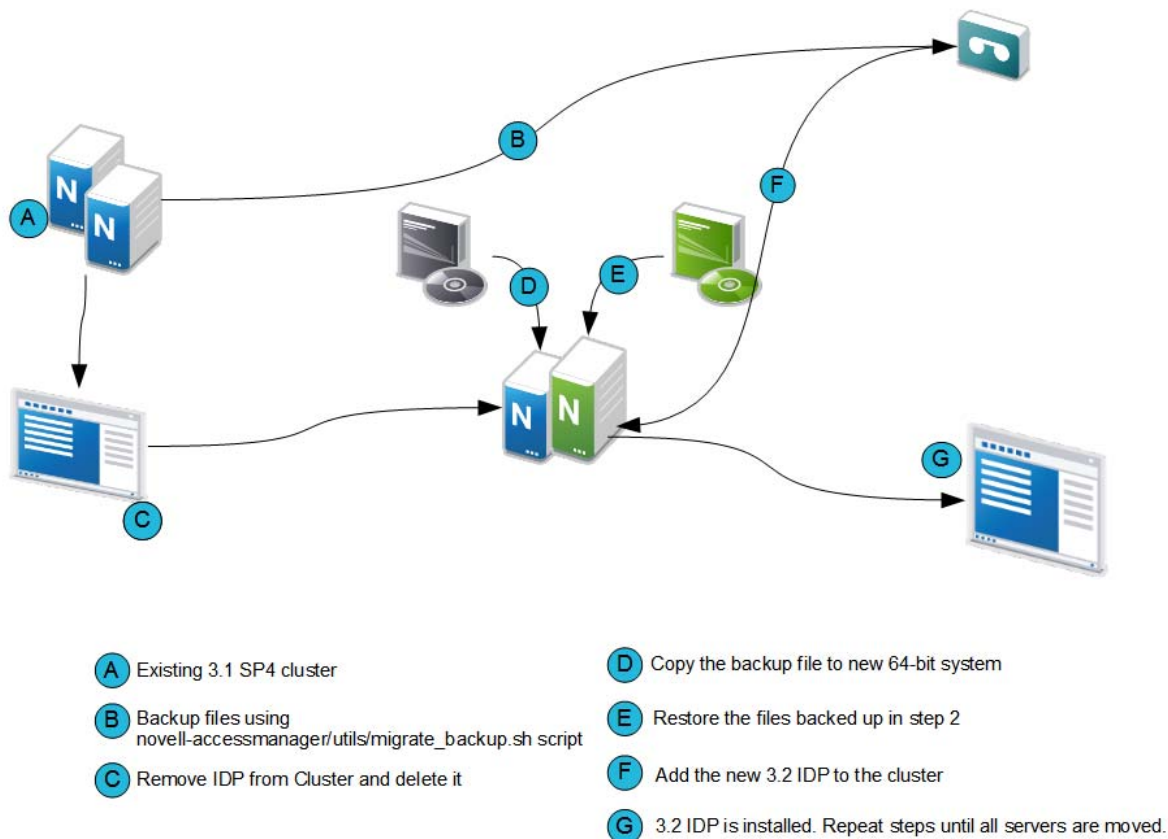 B
F
A
N
N
D
E
N
N
G
C
A Existing 3.1 SP4 cluster
B Backup files using
novell-accessmanager/utils/migrate_backup.sh script
C Remove IDP from Cluster and delete it
D Copy the backup file to new 64-bit system
E Restore the files backed up in step 2
F Add the new 3.2 IDP to the cluster
G 3.2 IDP is installed. Repeat steps until all servers are moved.